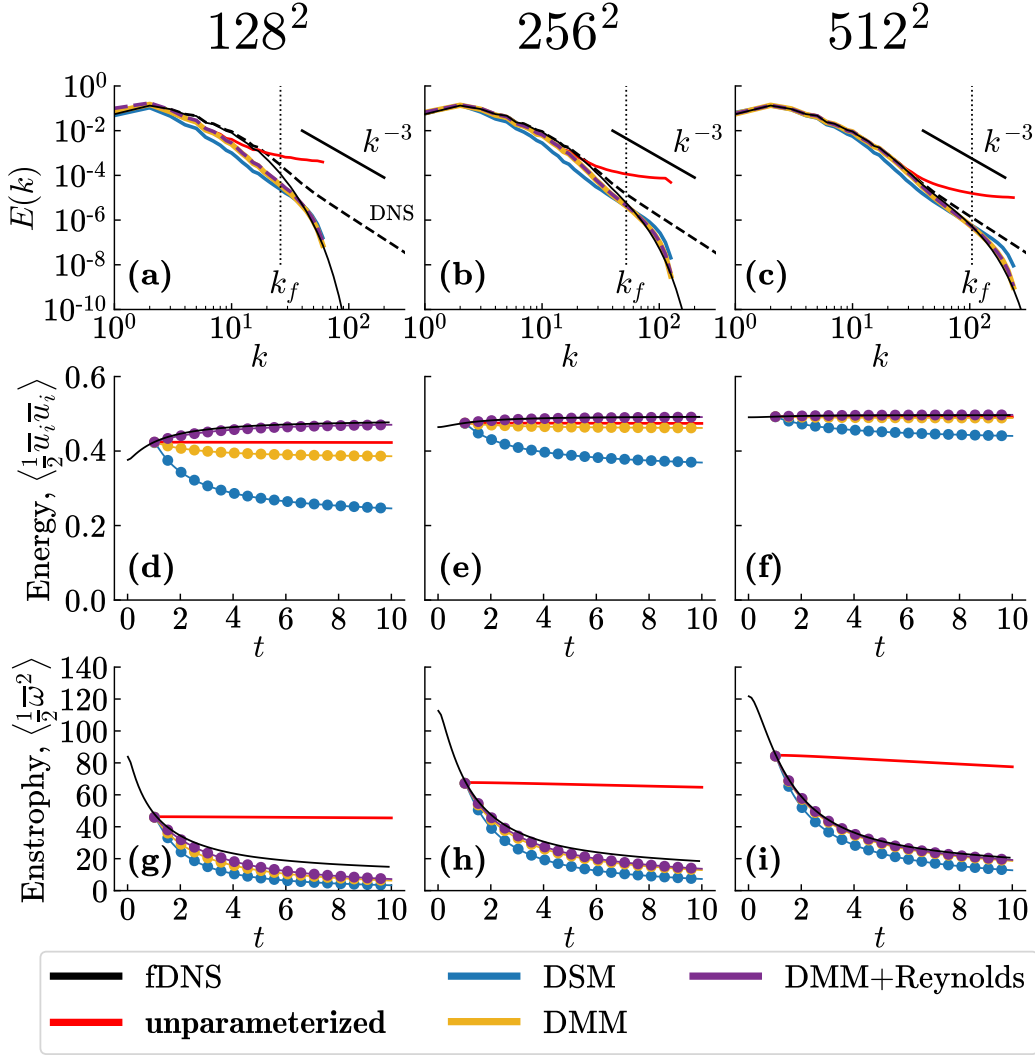 128² 256² 512²
E(k)
10⁰
10⁻²
10⁻⁴
10⁻⁶
10⁻⁸
10⁻¹⁰
k⁻³ k⁻³ k⁻³
DNS
(a) k_f (b) k_f (c) k_f
10⁰ 10¹ 10² 10⁰ 10¹ 10² 10⁰ 10¹ 10²
k k k
Energy, ⟨½ u̅ᵢ u̅ᵢ⟩
0.6
0.4
0.2
0.0
(d) (e) (f)
0 2 4 6 8 10 0 2 4 6 8 10 0 2 4 6 8 10
t t t
Enstrophy, ⟨½ ω̅²⟩
140
120
100
80
60
40
20
0
(g) (h) (i)
0 2 4 6 8 10 0 2 4 6 8 10 0 2 4 6 8 10
t t t
fDNS DSM DMM+Reynolds
unparameterized DMM